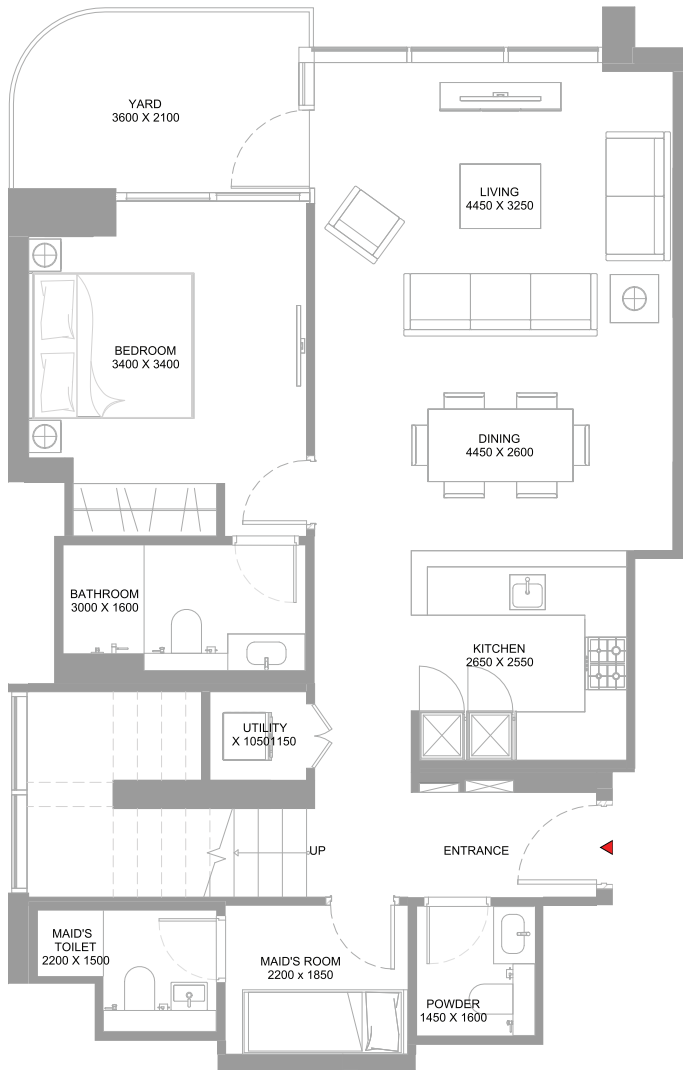 YARD
3600 X 2100
LIVING
4450 X 3250
BEDROOM
3400 X 3400
DINING
4450 X 2600
BATHROOM
3000 X 1600
KITCHEN
2650 X 2550
UTILITY
X 10501150
UP
ENTRANCE
MAID'S
TOILET
2200 X 1500
MAID'S ROOM
2200 x 1850
POWDER
1450 X 1600